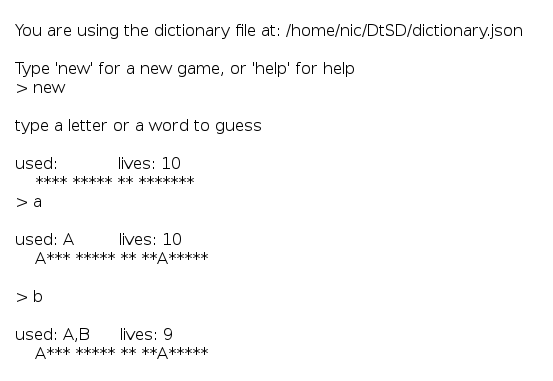 You are using the dictionary file at: /home/nic/DtSD/dictionary.json
Type 'new' for a new game, or 'help' for help
> new
type a letter or a word to guess
used: lives: 10
**** ***** ** *******
> a
used: A lives: 10
A*** ***** ** **A*****
> b
used: A,B lives: 9
A*** ***** ** **A*****